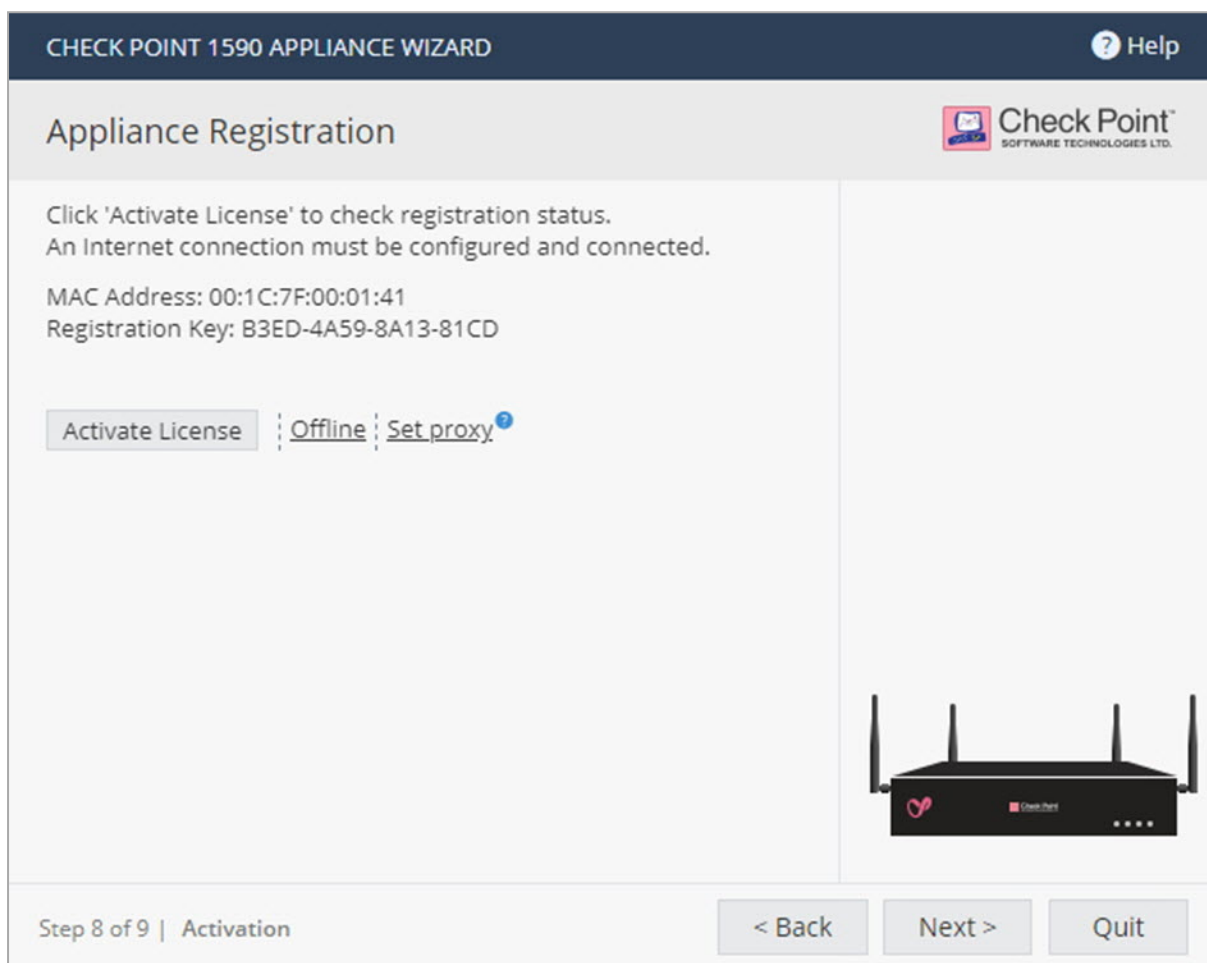 CHECK POINT 1590 APPLIANCE WIZARD
? Help
Appliance Registration
Check Point™
SOFTWARE TECHNOLOGIES LTD.
Click 'Activate License' to check registration status.
An Internet connection must be configured and connected.
MAC Address: 00:1C:7F:00:01:41
Registration Key: B3ED-4A59-8A13-81CD
Activate License Offline Set proxy ?
Check Point
Step 8 of 9 | Activation
< Back Next > Quit